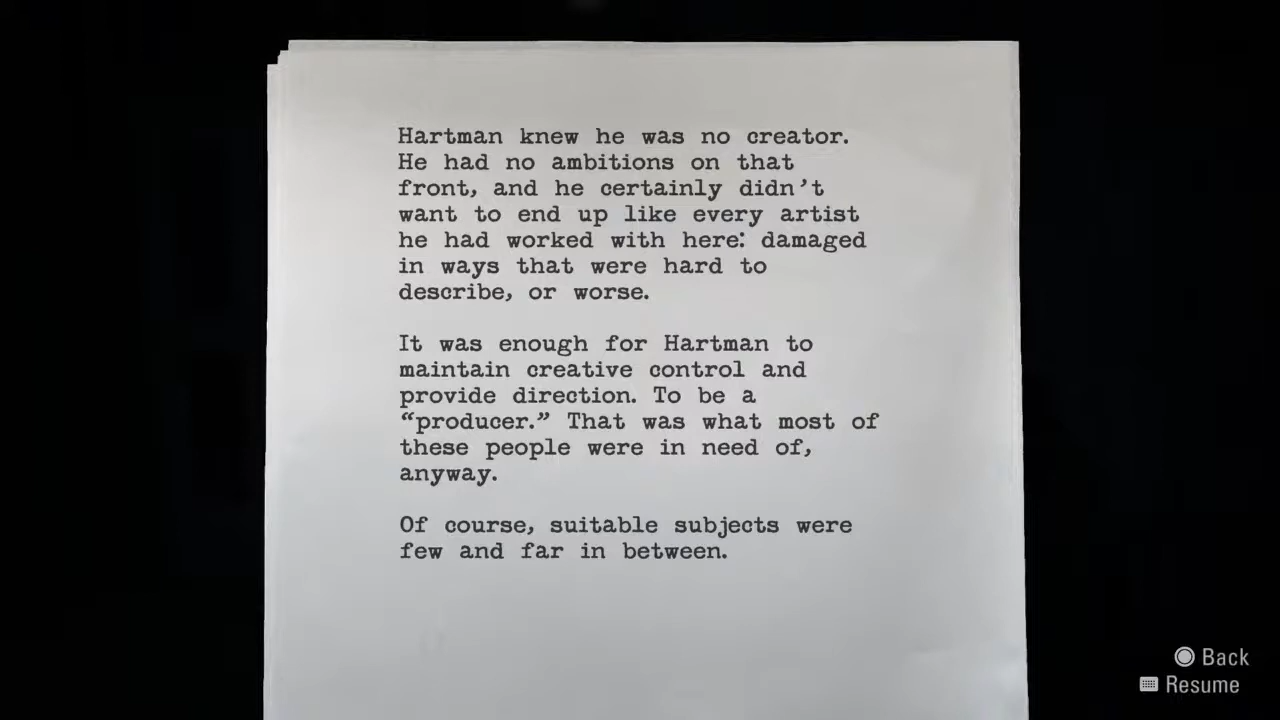 Hartman knew he was no creator.
He had no ambitions on that
front, and he certainly didn’t
want to end up like every artist
he had worked with here: damaged
in ways that were hard to
describe, or worse.
It was enough for Hartman to
maintain creative control and
provide direction. To be a
“producer.” That was what most of
these people were in need of,
anyway.
Of course, suitable subjects were
few and far in between.
Back
Resume